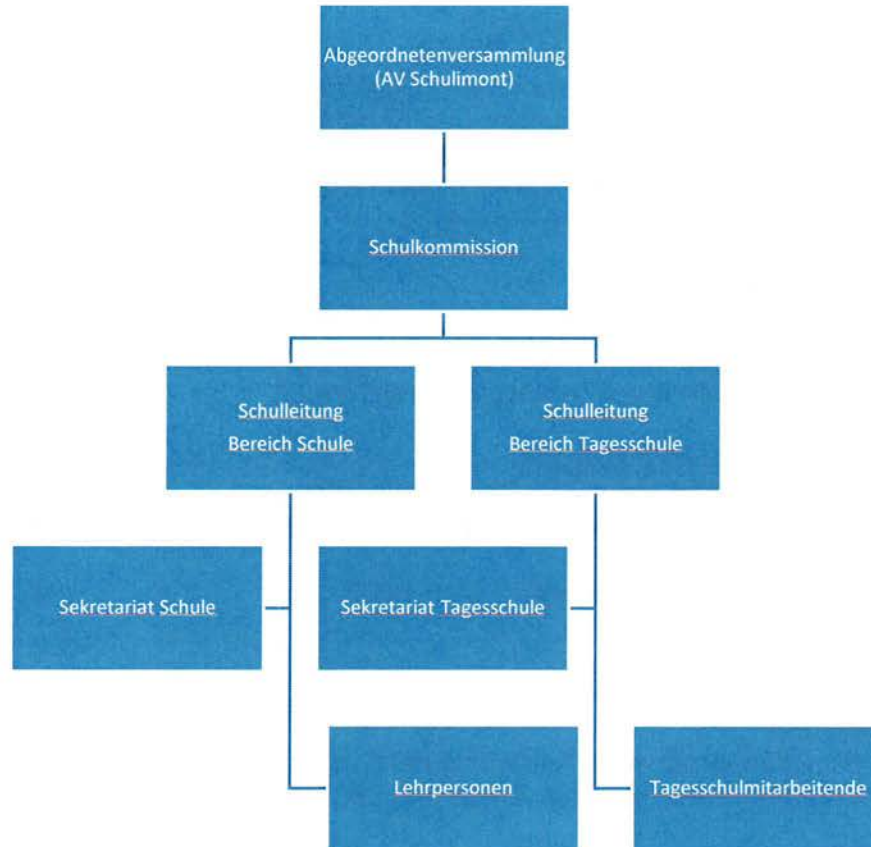 Abgeordnetenversammlung
(AV Schulimont)
Schulkommission
Schulleitung
Bereich Schule
Schulleitung
Bereich Tagesschule
Sekretariat Schule
Sekretariat Tagesschule
Lehrpersonen
Tagesschulmitarbeitende